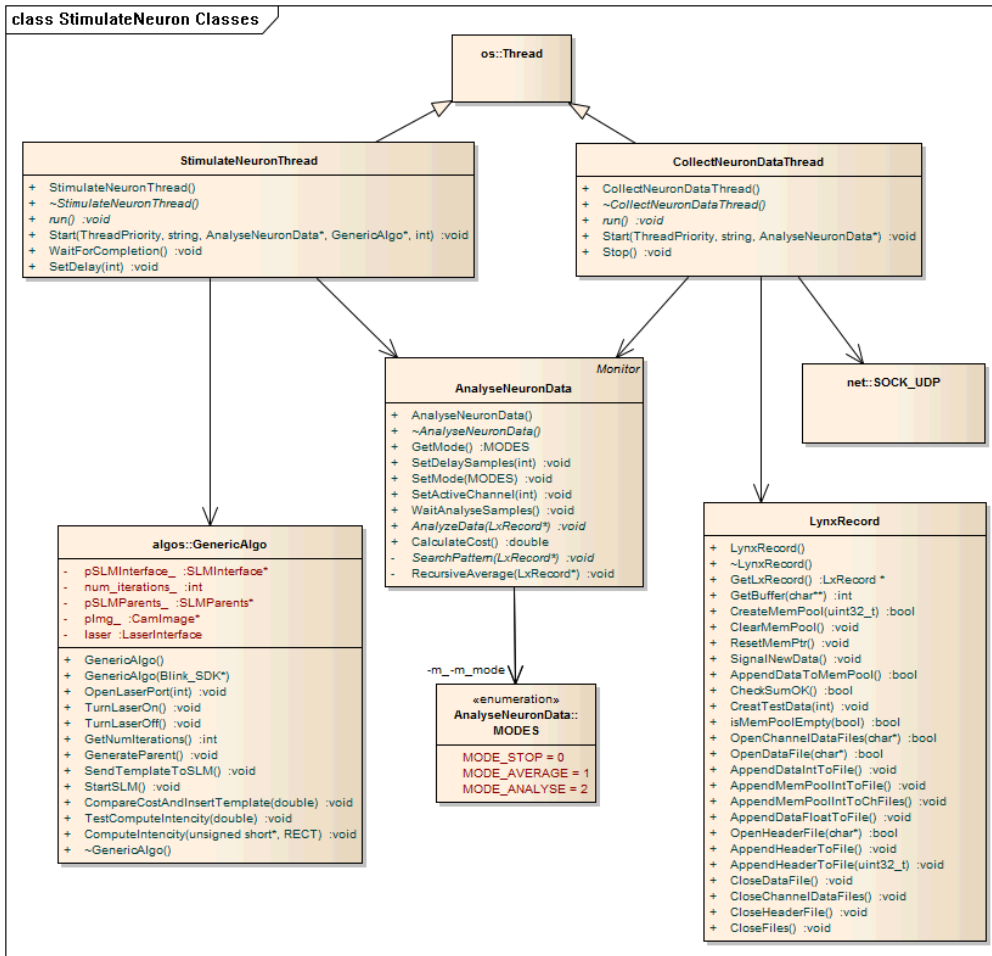 class StimulateNeuron Classes
os::Thread
StimulateNeuronThread
+ StimulateNeuronThread()
+ ~StimulateNeuronThread()
+ run() :void
+ Start(ThreadPriority, string, AnalyseNeuronData*, GenericAlgo*, int) :void
+ WaitForCompletion() :void
+ SetDelay(int) :void
CollectNeuronDataThread
+ CollectNeuronDataThread()
+ ~CollectNeuronDataThread()
+ run() :void
+ Start(ThreadPriority, string, AnalyseNeuronData*) :void
+ Stop() :void
Monitor
AnalyseNeuronData
+ AnalyseNeuronData()
+ ~AnalyseNeuronData()
+ GetMode() :MODES
+ SetDelaySamples(int) :void
+ SetMode(MODES) :void
+ SetActiveChannel(int) :void
+ WaitAnalyseSamples() :void
+ AnalyzeData(LxRecord*) :void
+ CalculateCost() :double
- SearchPattern(LxRecord*) :void
- RecursiveAverage(LxRecord*) :void
net::SOCK_UDP
algos::GenericAlgo
- pSLMInterface_ :SLMInterface*
- num_iterations_ :int
- pSLMParents_ :SLMParents*
- pImg_ :CamImage*
- laser :LaserInterface
+ GenericAlgo()
+ GenericAlgo(Blink_SDK*)
+ OpenLaserPort(int) :void
+ TurnLaserOn() :void
+ TurnLaserOff() :void
+ GetNumIterations() :int
+ GenerateParent() :void
+ SendTemplateToSLM() :void
+ StartSLM() :void
+ CompareCostAndInsertTemplate(double) :void
+ TestComputeIntencity(double) :void
+ ComputeIntencity(unsigned short*, RECT) :void
+ ~GenericAlgo()
-m_-m_mode
«enumeration»
AnalyseNeuronData::
MODES
MODE_STOP = 0
MODE_AVERAGE = 1
MODE_ANALYSE = 2
LynxRecord
+ LynxRecord()
+ ~LynxRecord()
+ GetLxRecord() :LxRecord *
+ GetBuffer(char**) :int
+ CreateMemPool(uint32_t) :bool
+ ClearMemPool() :void
+ ResetMemPtr() :void
+ SignalNewData() :void
+ AppendDataToMemPool() :bool
+ CheckSumOK() :bool
+ CreatTestData(int) :void
+ isMemPoolEmpty(bool) :bool
+ OpenChannelDataFiles(char*) :bool
+ OpenDataFile(char*) :bool
+ AppendDataIntToFile() :void
+ AppendMemPoolIntToFile() :void
+ AppendMemPoolIntToChFiles() :void
+ AppendDataFloatToFile() :void
+ OpenHeaderFile(char*) :bool
+ AppendHeaderToFile() :void
+ AppendHeaderToFile(uint32_t) :void
+ CloseDataFile() :void
+ CloseChannelDataFiles() :void
+ CloseHeaderFile() :void
+ CloseFiles() :void